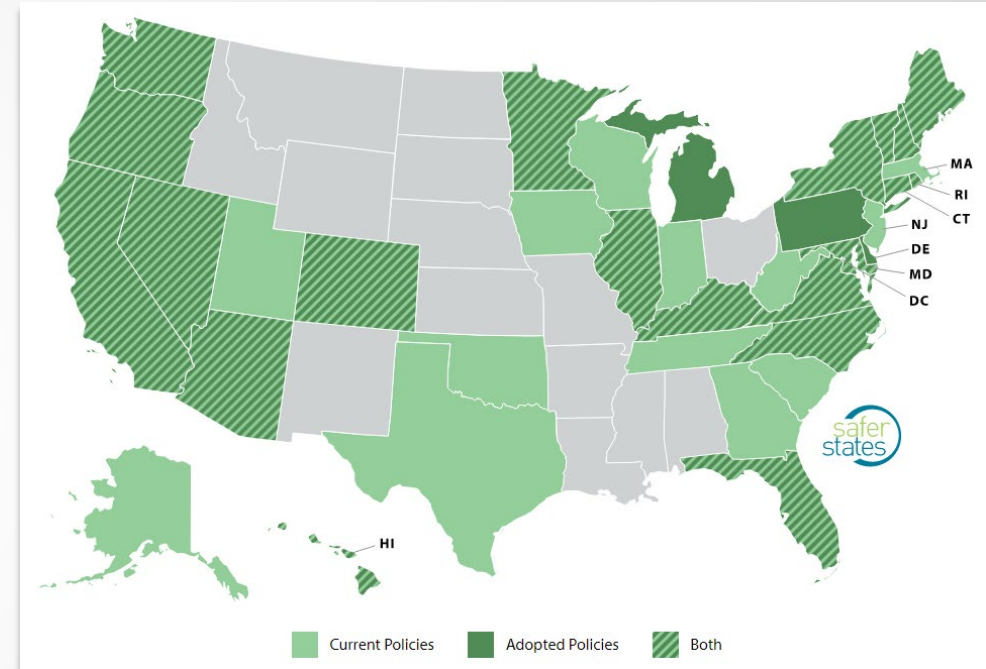 MA
RI
CT
NJ
DE
MD
DC
safer
states
HI
Current Policies
Adopted Policies
Both